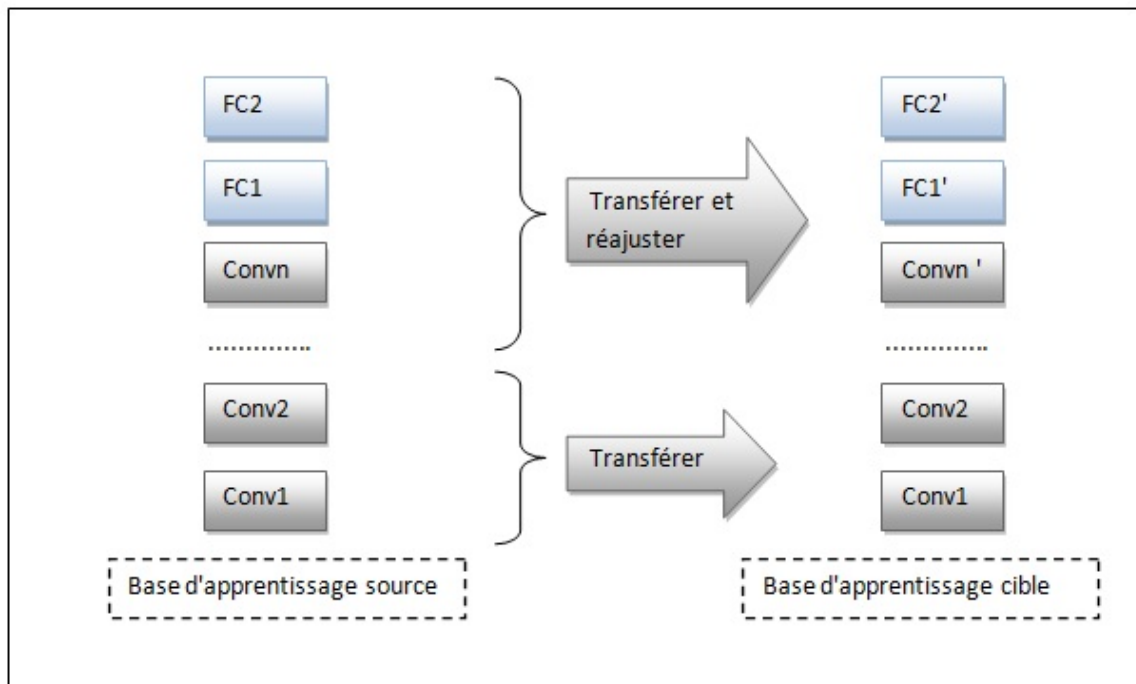 FC2
FC1
Convn
..............
Conv2
Conv1
Base d'apprentissage source
Transférer et
réajuster
Transférer
FC2'
FC1'
Convn '
..............
Conv2
Conv1
Base d'apprentissage cible